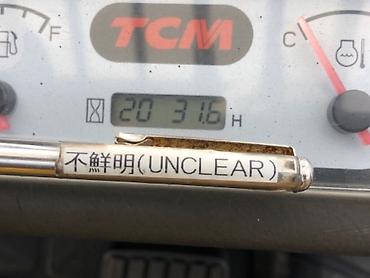 F
TCM
C
20 31.6 H
不鮮明(UNCLEAR)